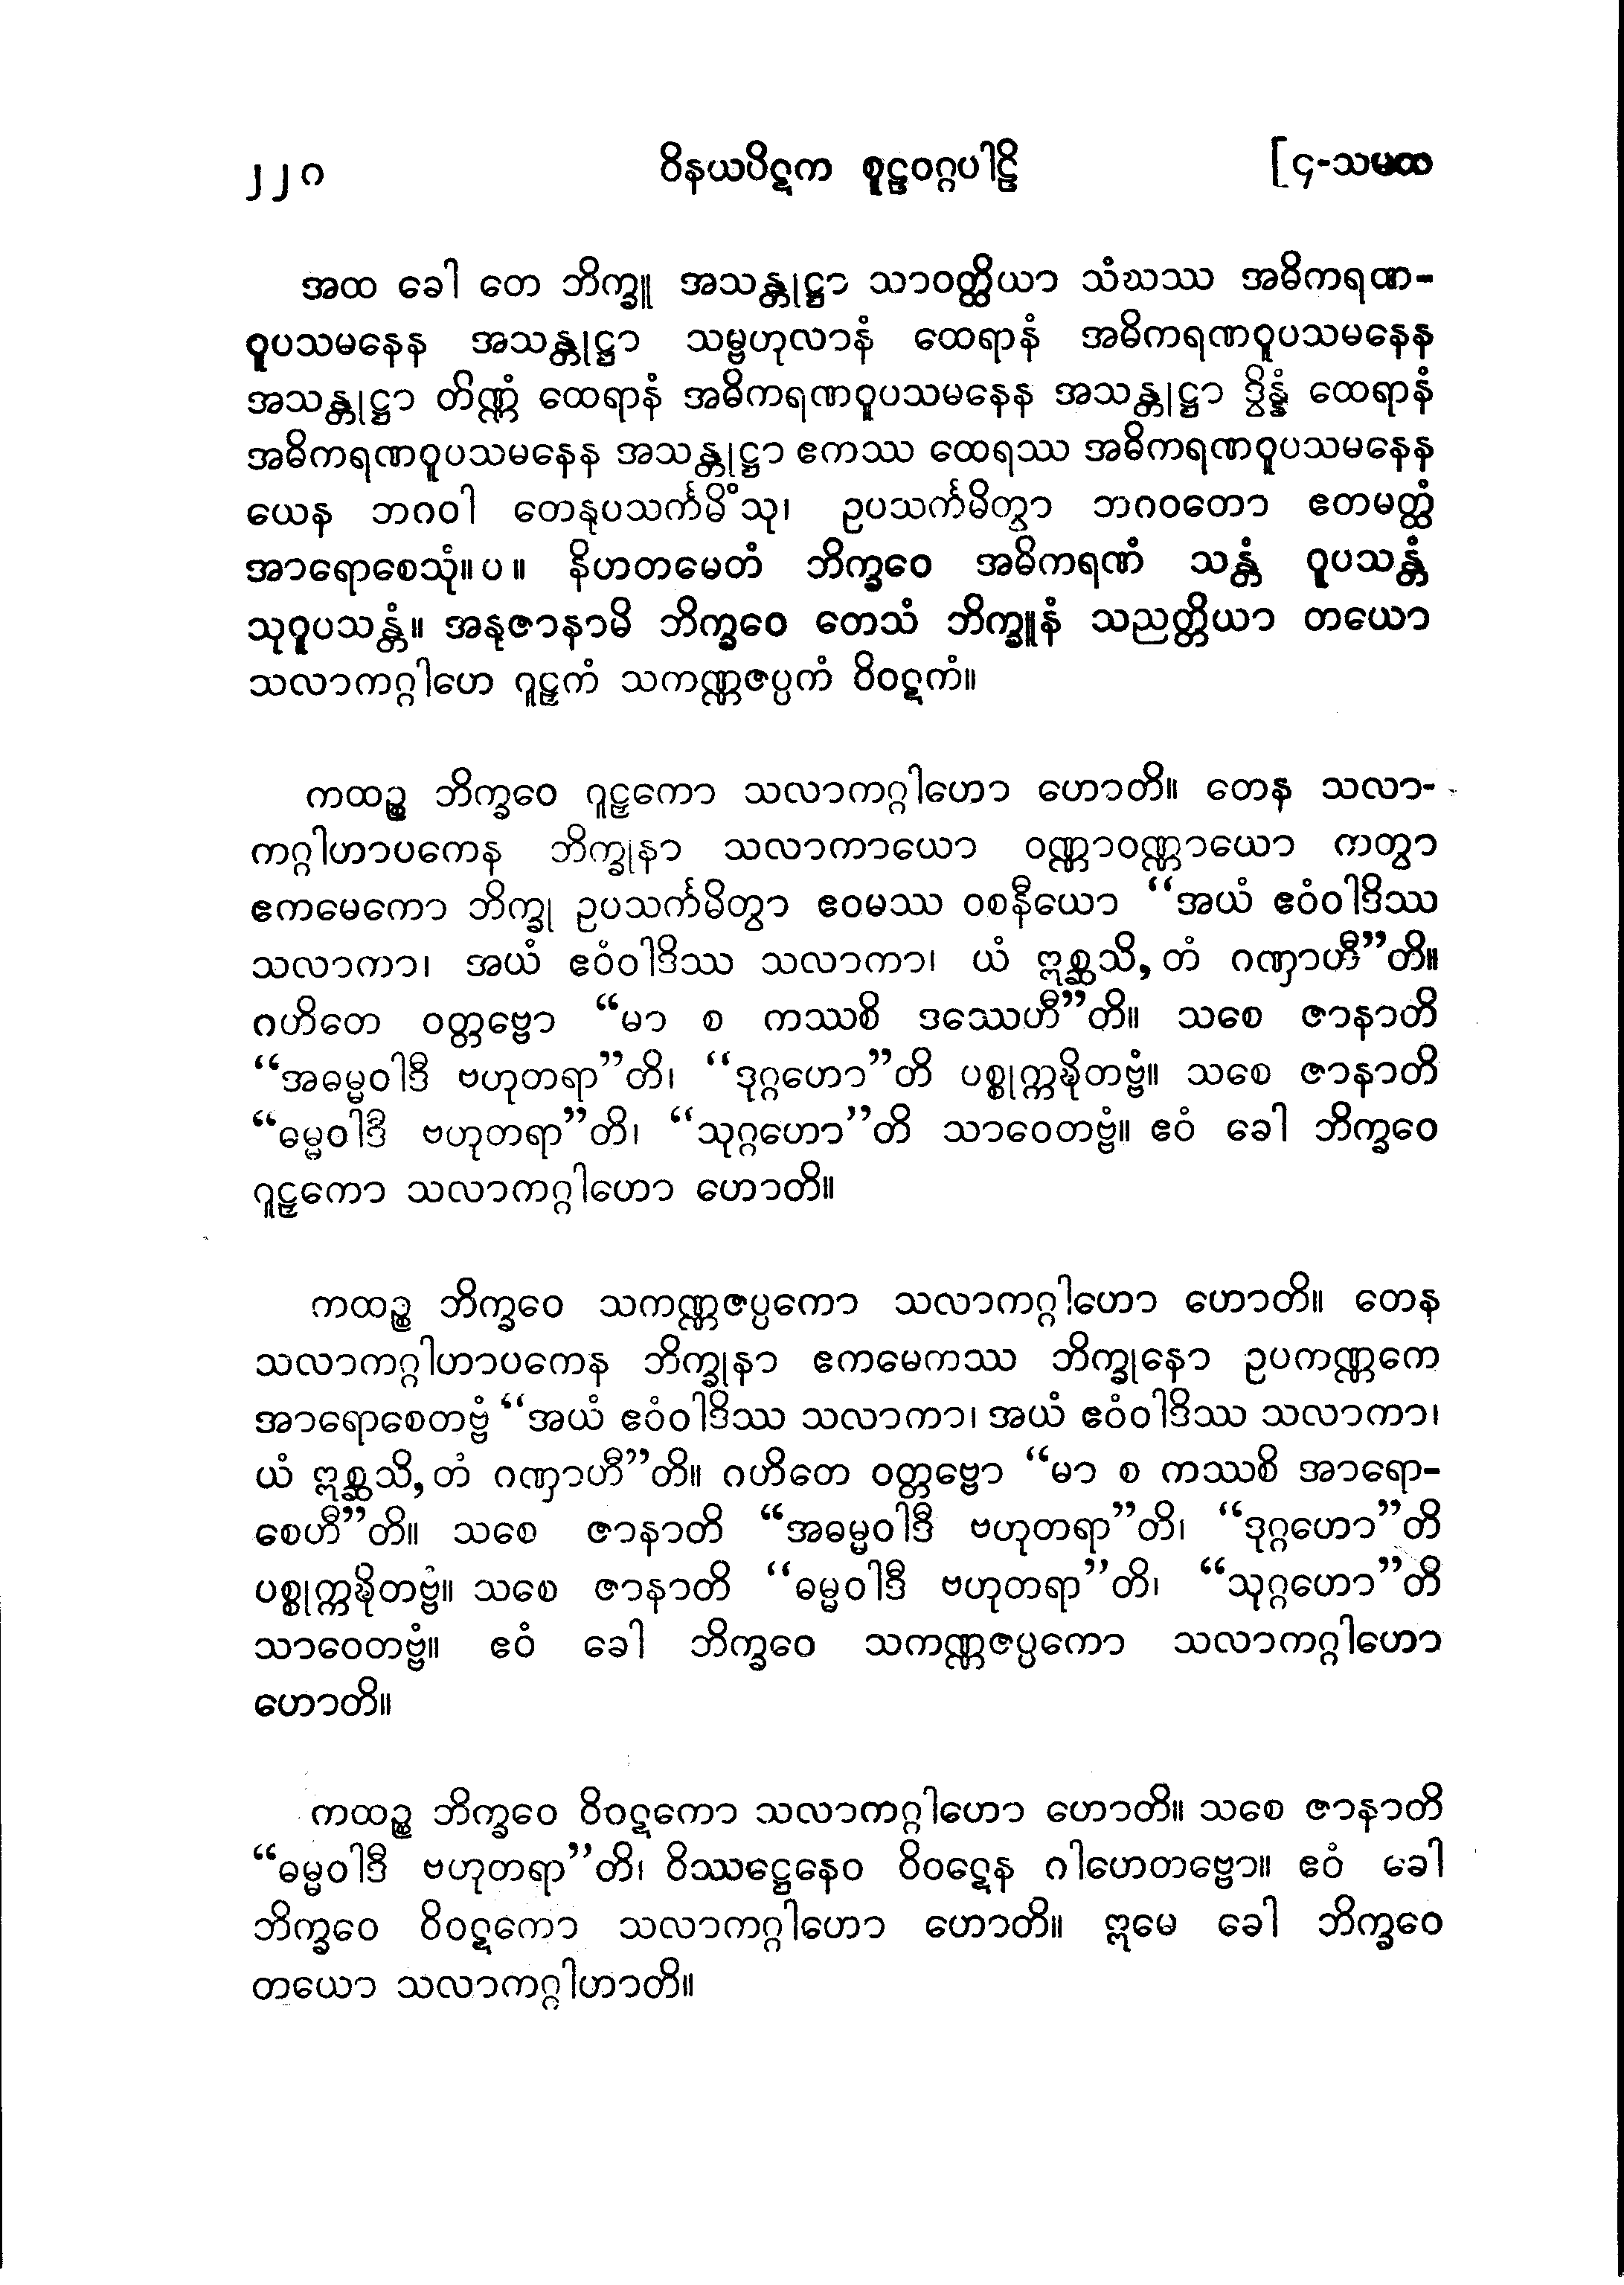 ၂၂၈ ဝိနယပိဋက စူဠဝဂ္ဂပါဠိ [၄-သမထ
အထ ခေါ တေ ဘိက္ခူ အသန္တုဋ္ဌာ သာဝတ္ထိယာ သံဃဿ အဓိကရဏ-
ဝူပသမနေန အသန္တုဋ္ဌာ သမ္ဗဟုလာနံ ထေရာနံ အဓိကရဏဝူပသမနေန
အသန္တုဋ္ဌာ တိဏ္ဏံ ထေရာနံ အဓိကရဏဝူပသမနေန အသန္တုဋ္ဌာ ဒွိန္နံ ထေရာနံ
အဓိကရဏဝူပသမနေန အသန္တုဋ္ဌာ ဧကဿ ထေရဿ အဓိကရဏဝူပသမနေန
ယေန ဘဂဝါ တေနုပသင်္ကမိံသု၊ ဥပသင်္ကမိတွာ ဘဂဝတော ဧတမတ္ထံ
အာရောစေသုံ။ပ။ နိဟတမေတံ ဘိက္ခဝေ အဓိကရဏံ သန္တံ ဝူပသန္တံ
သုဝူပသန္တံ။ အနုဇာနာမိ ဘိက္ခဝေ တေသံ ဘိက္ခူနံ သညတ္တိယာ တယော
သလာကဂ္ဂါဟေ ဂူဠှကံ သကဏ္ဏဇပ္ပကံ ဝိဝဋကံ။
ကထဉ္စ ဘိက္ခဝေ ဂူဠှကော သလာကဂ္ဂါဟော ဟောတိ။ တေန သလာ-
ကဂ္ဂါဟာပကေန ဘိက္ခုနာ သလာကာယော ဝဏ္ဏာဝဏ္ဏာယော ကတွာ
ဧကမေကော ဘိက္ခု ဥပသင်္ကမိတွာ ဧဝမဿ ဝစနီယော “အယံ ဧဝံဝါဒိဿ
သလာကာ၊ အယံ ဧဝံဝါဒိဿ သလာကာ၊ ယံ ဣစ္ဆသိ, တံ ဂဏှာဟီ”တိ။
ဂဟိတေ ဝတ္တဗ္ဗော “မာ စ ကဿစိ ဒဿေဟီ”တိ။ သစေ ဇာနာတိ
“အဓမ္မဝါဒီ ဗဟုတရာ”တိ၊ “ဒုဂ္ဂဟော”တိ ပစ္စုက္ကဍ္ဎိတဗ္ဗံ။ သစေ ဇာနာတိ
“ဓမ္မဝါဒီ ဗဟုတရာ”တိ၊ “သုဂ္ဂဟော”တိ သာဝေတဗ္ဗံ။ ဧဝံ ခေါ ဘိက္ခဝေ
ဂူဠှကော သလာကဂ္ဂါဟော ဟောတိ။
ကထဉ္စ ဘိက္ခဝေ သကဏ္ဏဇပ္ပကော သလာကဂ္ဂါဟော ဟောတိ။ တေန
သလာကဂ္ဂါဟာပကေန ဘိက္ခုနာ ဧကမေကဿ ဘိက္ခုနော ဥပကဏ္ဏကေ
အာရောစေတဗ္ဗံ “အယံ ဧဝံဝါဒိဿ သလာကာ၊ အယံ ဧဝံဝါဒိဿ သလာကာ၊
ယံ ဣစ္ဆသိ, တံ ဂဏှာဟီ”တိ။ ဂဟိတေ ဝတ္တဗ္ဗော “မာ စ ကဿစိ အာရော-
စေဟီ”တိ။ သစေ ဇာနာတိ “အဓမ္မဝါဒီ ဗဟုတရာ”တိ၊ “ဒုဂ္ဂဟော”တိ
ပစ္စုက္ကဍ္ဎိတဗ္ဗံ။ သစေ ဇာနာတိ “ဓမ္မဝါဒီ ဗဟုတရာ”တိ၊ “သုဂ္ဂဟော”တိ
သာဝေတဗ္ဗံ။ ဧဝံ ခေါ ဘိက္ခဝေ သကဏ္ဏဇပ္ပကော သလာကဂ္ဂါဟော
ဟောတိ။
ကထဉ္စ ဘိက္ခဝေ ဝိဝဋကော သလာကဂ္ဂါဟော ဟောတိ။ သစေ ဇာနာတိ
“ဓမ္မဝါဒီ ဗဟုတရာ”တိ၊ ဝိဿဋ္ဌေနေဝ ဝိဝဋေန ဂါဟေတဗ္ဗော။ ဧဝံ ခေါ
ဘိက္ခဝေ ဝိဝဋကော သလာကဂ္ဂါဟော ဟောတိ။ ဣမေ ခေါ ဘိက္ခဝေ
တယော သလာကဂ္ဂါဟာတိ။